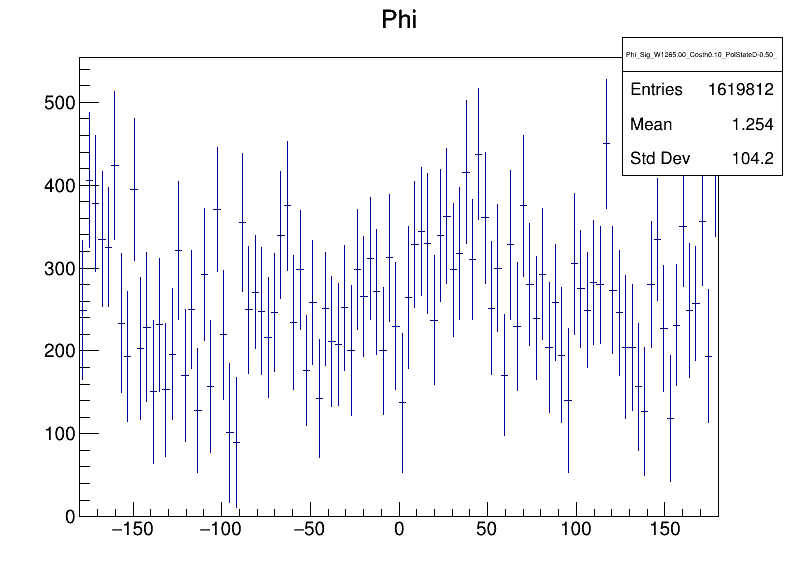 Phi
Phi_Sig_W1265.00_Costh0.10_PolStateD-0.50_
Entries 1619812
Mean 1.254
Std Dev 104.2
500
400
300
200
100
0
−150 −100 −50 0 50 100 150